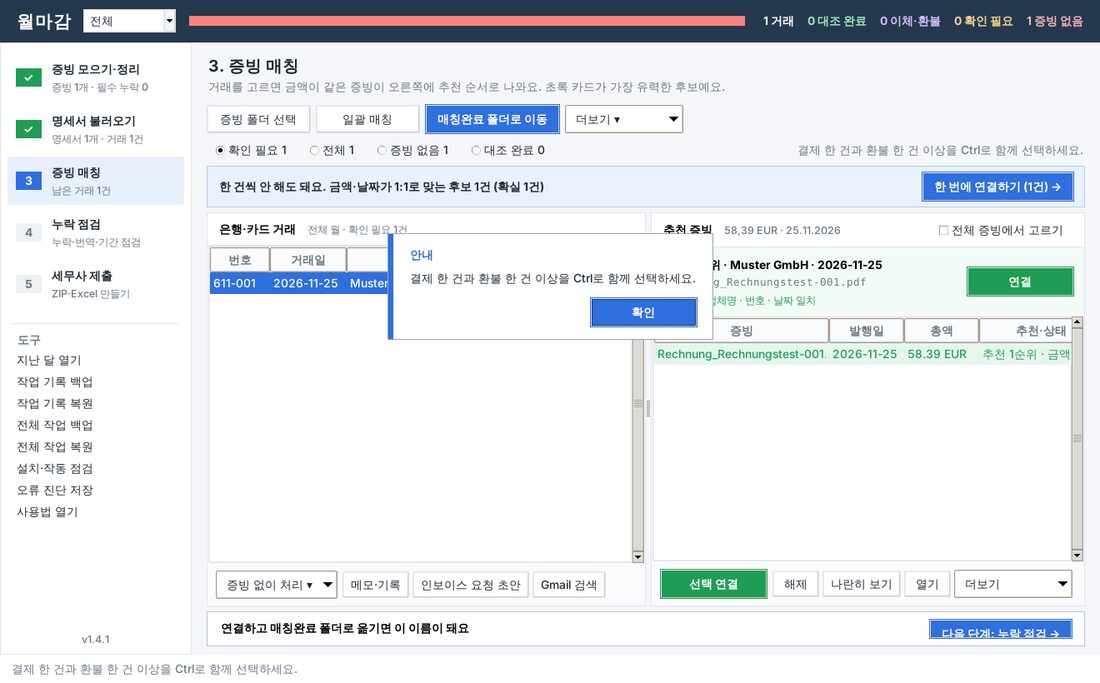 월마감 전체 1 거래 0 대조 완료 0 이체·환불 0 확인 필요 1 증빙 없음
증빙 모으기·정리
증빙 1개 · 필수 누락 0
명세서 불러오기
명세서 1개 · 거래 1건
3 증빙 매칭
남은 거래 1건
4 누락 점검
누락·번역·기간 점검
5 세무사 제출
ZIP·Excel 만들기
도구
지난 달 열기
작업 기록 백업
작업 기록 복원
전체 작업 백업
전체 작업 복원
설치·작동 점검
오류 진단 저장
사용법 열기
v1.4.1
3. 증빙 매칭
거래를 고르면 금액이 같은 증빙이 오른쪽에 추천 순서로 나와요. 초록 카드가 가장 유력한 후보예요.
증빙 폴더 선택 일괄 매칭 매칭완료 폴더로 이동 더보기 ▾
확인 필요 1 전체 1 증빙 없음 1 대조 완료 0 결제 한 건과 환불 한 건 이상을 Ctrl로 함께 선택하세요.
한 건씩 안 해도 돼요. 금액·날짜가 1:1로 맞는 후보 1건 (확실 1건) 한 번에 연결하기 (1건) →
은행·카드 거래 전체 월 · 확인 필요 1건
번호 거래일
611-001 2026-11-25 Muster
안내
결제 한 건과 환불 한 건 이상을 Ctrl로 함께 선택하세요.
확인
추천 증빙 58,39 EUR · 25.11.2026 전체 증빙에서 고르기
위 · Muster GmbH · 2026-11-25
g_Rechnungstest-001.pdf
업체명 · 번호 · 날짜 일치
연결
증빙 발행일 총액 추천·상태
Rechnung_Rechnungstest-001. 2026-11-25 58.39 EUR 추천 1순위 · 금액
증빙 없이 처리 ▾ 메모·기록 인보이스 요청 초안 Gmail 검색
선택 연결 해제 나란히 보기 열기 더보기
연결하고 매칭완료 폴더로 옮기면 이 이름이 돼요 다음 단계: 누락 점검 →
결제 한 건과 환불 한 건 이상을 Ctrl로 함께 선택하세요.